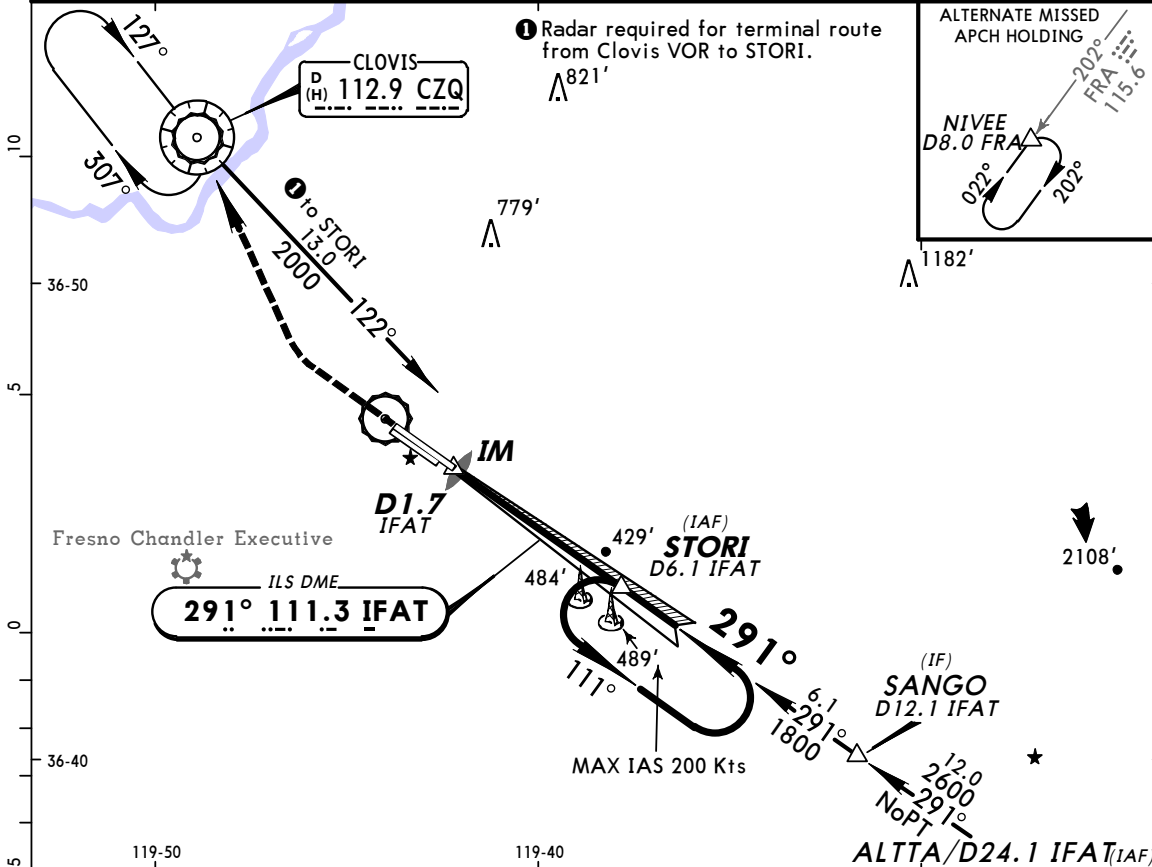 127°
307°
CLOVIS
D
(H) 112.9 CZQ
1 Radar required for terminal route
from Clovis VOR to STORI.
821'
ALTERNATE MISSED
APCH HOLDING
202°
FRA
115.6
NIVEE
D8.0 FRA
022°
202°
10
1 to STORI
13.0
2000
122°
779'
1182'
36-50
5
IM
D1.7
IFAT
Fresno Chandler Executive
ILS DME
291° 111.3 IFAT
429'
(IAF)
STORI
D6.1 IFAT
484'
489'
2108'
0
111°
291°
MAX IAS 200 Kts
6.1
291°
1800
(IF)
SANGO
D12.1 IFAT
36-40
12.0
2600
291°
NoPT
ALTTA/D24.1 IFAT (IAF)
5
119-50
119-40